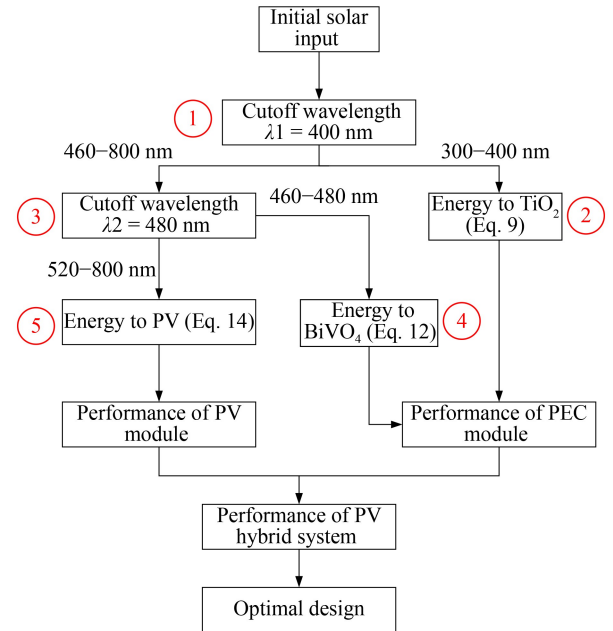 Initial solar
input
1
Cutoff wavelength
λ1 = 400 nm
460−800 nm
300−400 nm
3
Cutoff wavelength
λ2 = 480 nm
460−480 nm
Energy to TiO₂
(Eq. 9)
2
520−800 nm
5
Energy to PV (Eq. 14)
Energy to
BiVO₄ (Eq. 12)
4
Performance of PV
module
Performance of PEC
module
Performance of PV
hybrid system
Optimal design